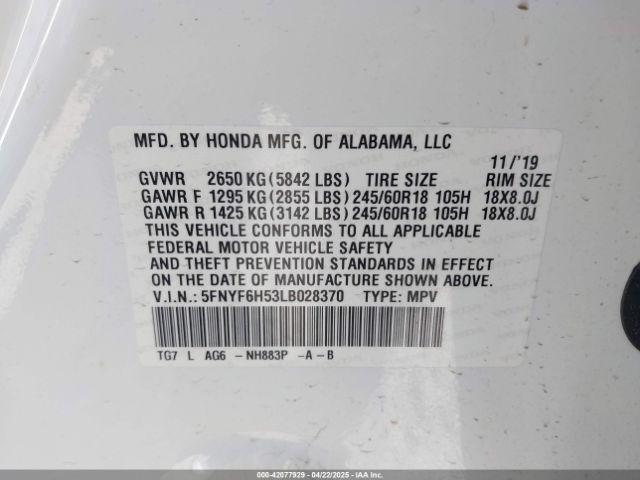 MFD. BY HONDA MFG. OF ALABAMA, LLC
11/'19
GVWR 2650 KG(5842 LBS) TIRE SIZE RIM SIZE
GAWR F 1295 KG(2855 LBS)245/60R18 105H 18X8.0J
GAWR R 1425 KG(3142 LBS)245/60R18 105H 18X8.0J
THIS VEHICLE CONFORMS TO ALL APPLICABLE
FEDERAL MOTOR VEHICLE SAFETY
AND THEFT PREVENTION STANDARDS IN EFFECT
ON THE DATE OF MANUFACTURE SHOWN ABOVE.
V.I.N.: 5FNYF6H53LB028370 TYPE: MPV
TG7 L AG6 -NH883P -A-B
000-42077929 - 04/22/2025 - IAAI.COM